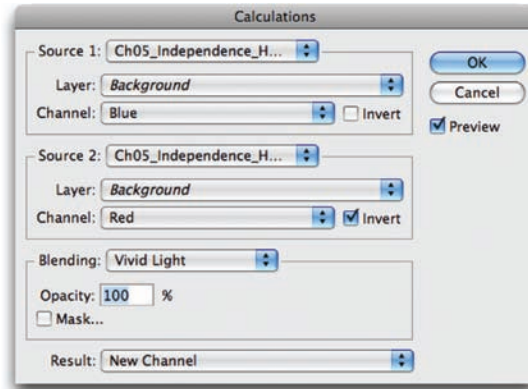 Calculations
Source 1: Ch05_Independence_H...
OK
Layer: Background
Cancel
Channel: Blue Invert
Preview
Source 2: Ch05_Independence_H...
Layer: Background
Channel: Red Invert
Blending: Vivid Light
Opacity: 100 %
Mask...
Result: New Channel